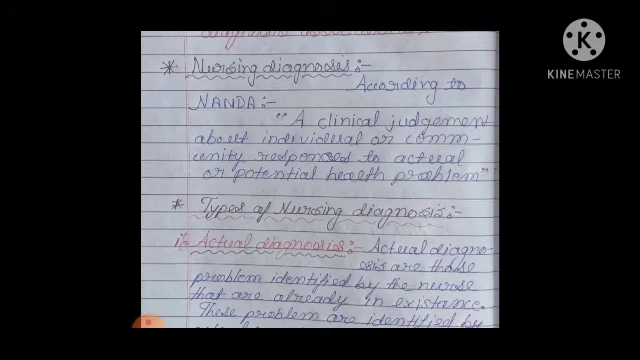 * Nursing diagnosis:-
According to
NANDA:-
"A clinical judgement
about individual or comm-
unity responses to actual
or potential health problem"
* Types of Nursing diagnosis:-
i) Actual diagnosis:- Actual diagno-
osis are those
problem identified by the nurse
that are already in existance.
These problem are identified by
KINEMASTER